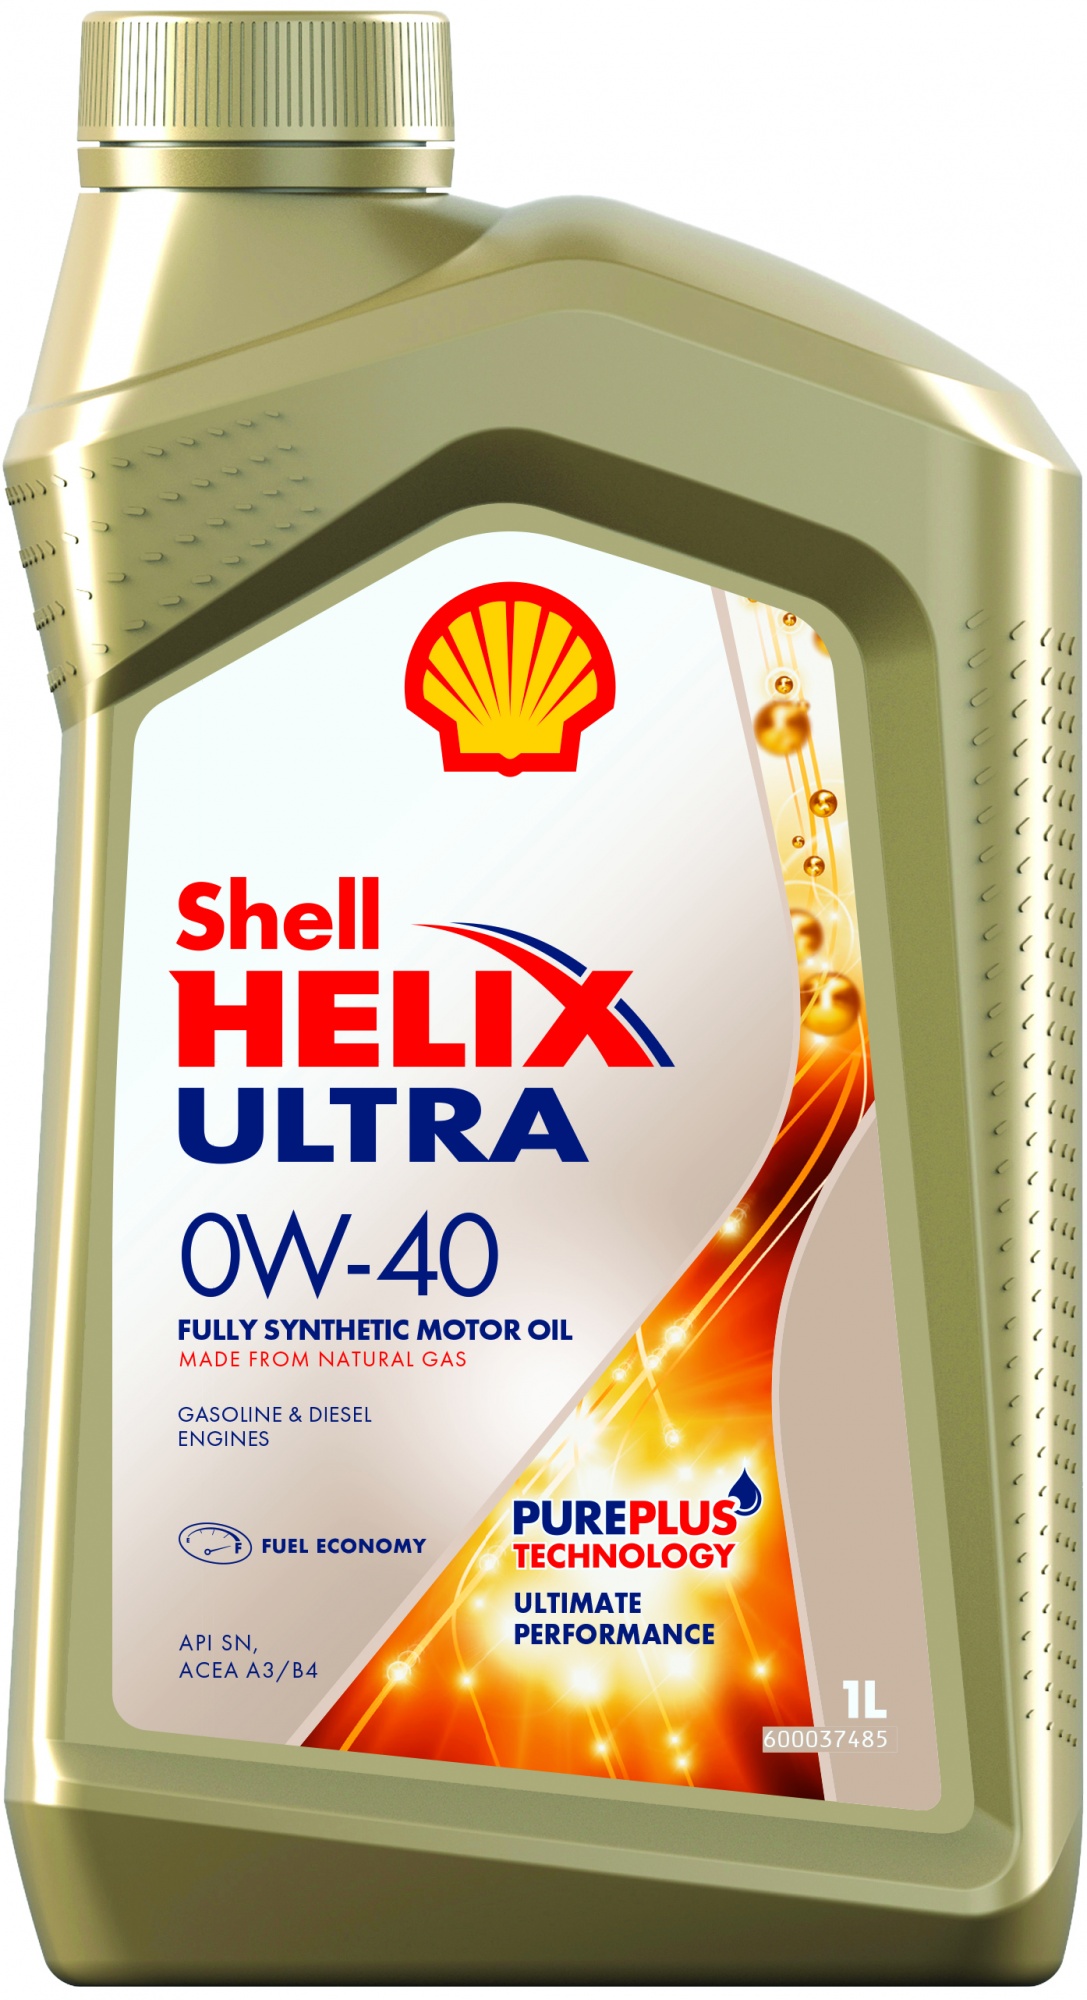 Shell
HELIX
ULTRA
0W-40
FULLY SYNTHETIC MOTOR OIL
MADE FROM NATURAL GAS
GASOLINE & DIESEL
ENGINES
F FUEL ECONOMY
PUREPLUS
TECHNOLOGY
ULTIMATE
PERFORMANCE
API SN,
ACEA A3/B4
1L
600037485